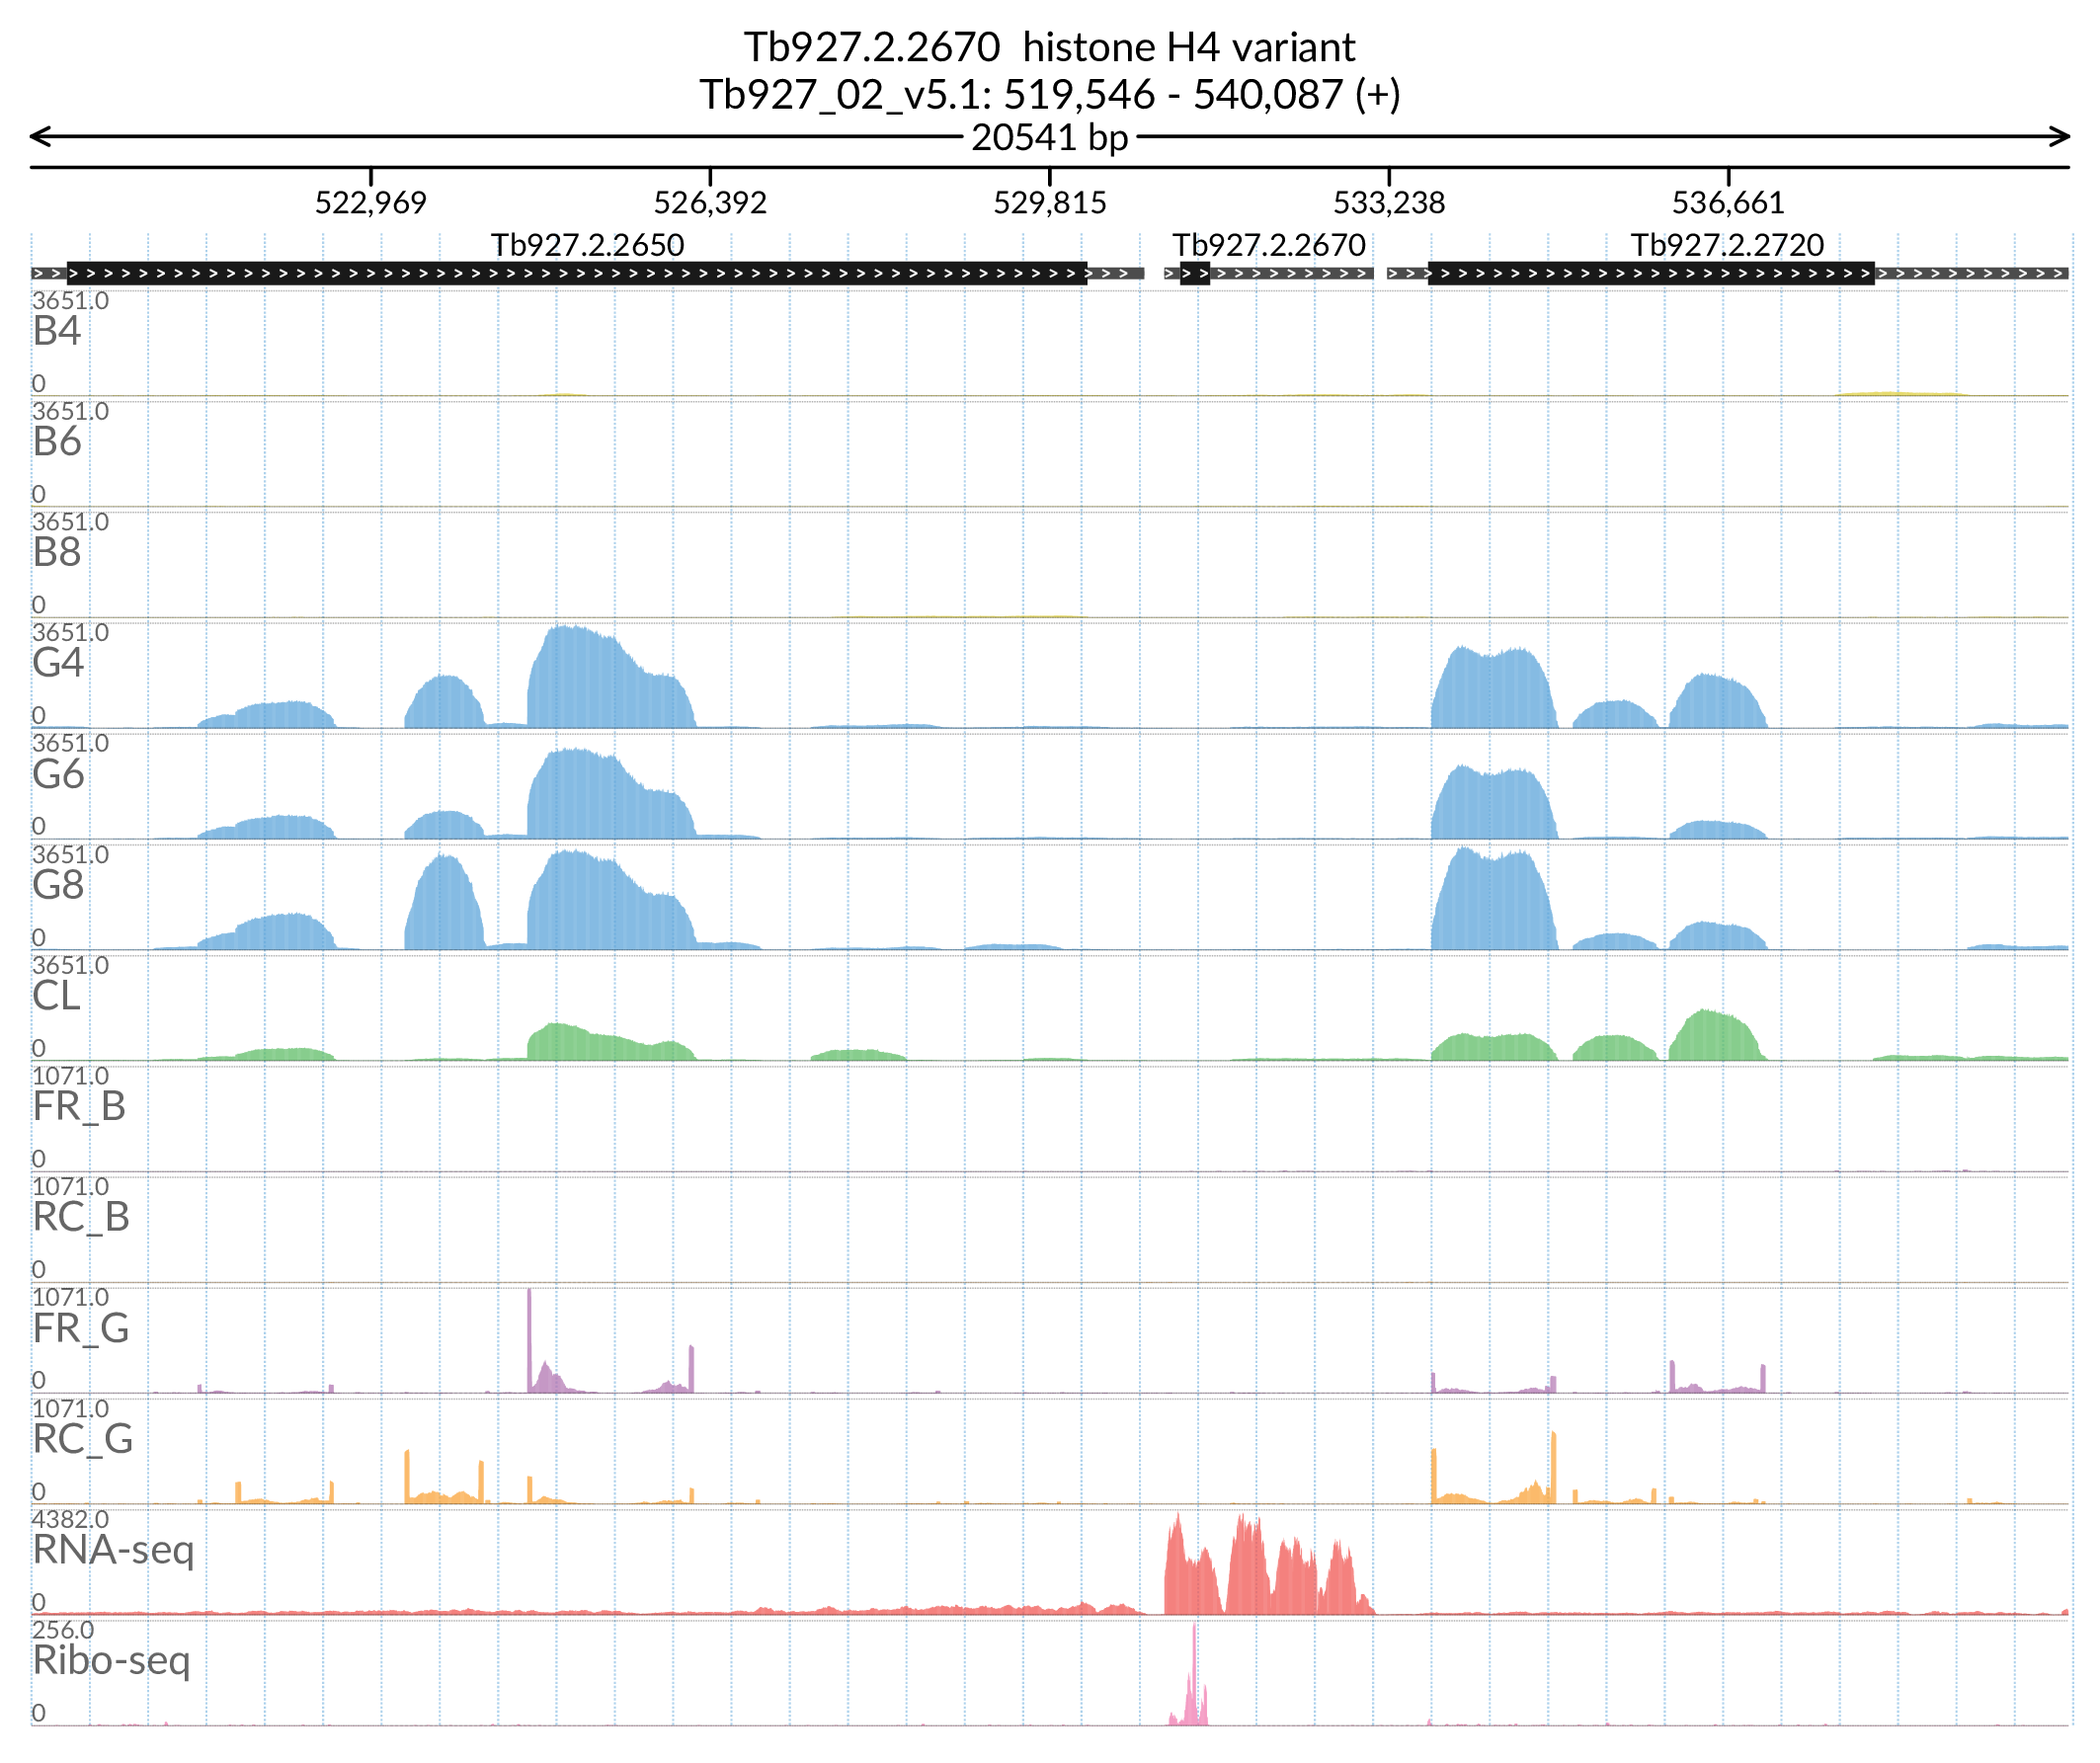 Tb927.2.2670 histone H4 variant
Tb927_02_v5.1: 519,546 - 540,087 (+)
20541 bp
522,969 526,392 529,815 533,238 536,661
Tb927.2.2650 Tb927.2.2670 Tb927.2.2720
3651.0
B4
0
3651.0
B6
0
3651.0
B8
0
3651.0
G4
0
3651.0
G6
0
3651.0
G8
0
3651.0
CL
0
1071.0
FR_B
0
1071.0
RC_B
0
1071.0
FR_G
0
1071.0
RC_G
0
4382.0
RNA-seq
0
256.0
Ribo-seq
0